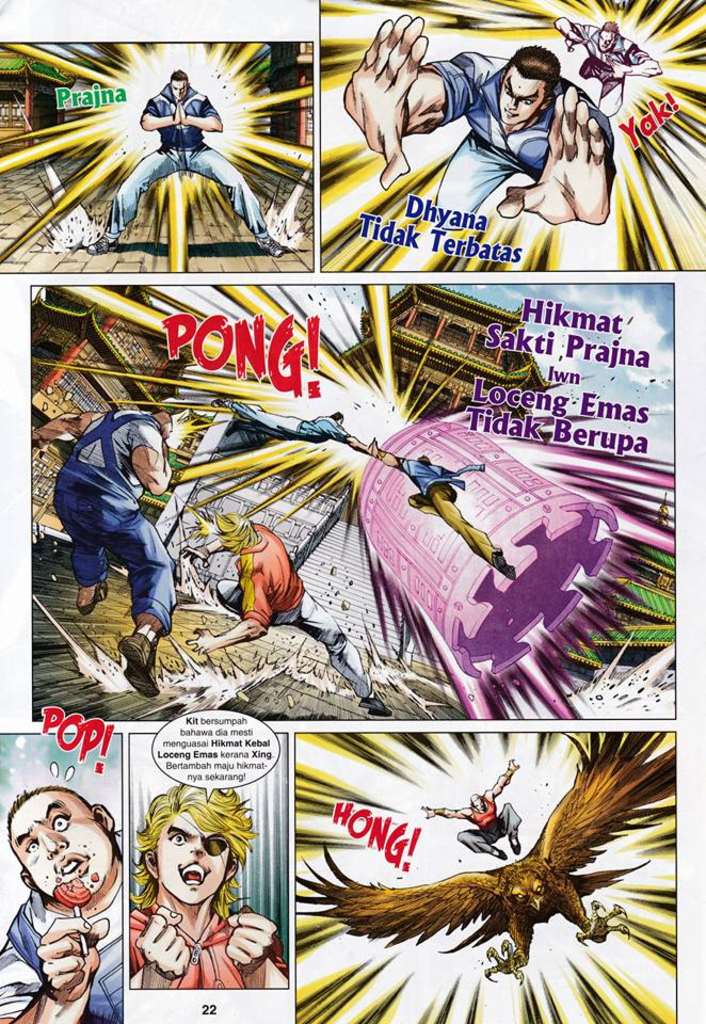 Prajna
Yak!
Dhyana
Tidak Terbatas
PONG!
Hikmat
Sakti Prajna
lwn
Loceng Emas
Tidak Berupa
POP!
Kit bersumpah
bahawa dia mesti
menguasai Hikmat Kebal
Loceng Emas kerana Xing.
Bertambah maju hikmat-
nya sekarang!
HONG!
22